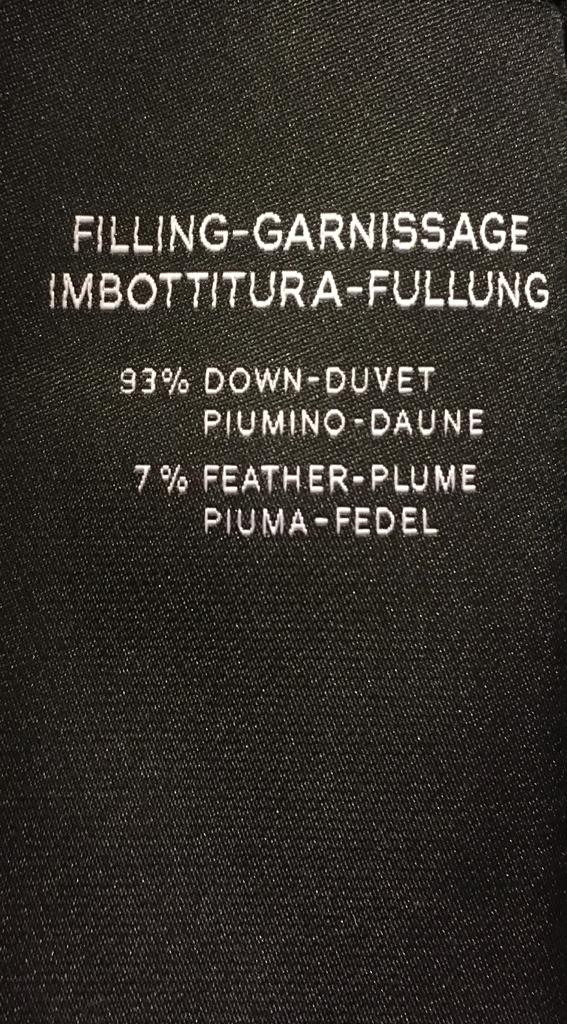 FILLING-GARNISSAGE
IMBOTTITURA-FULLUNG
93% DOWN-DUVET
PIUMINO-DAUNE
7% FEATHER-PLUME
PIUMA-FEDEL